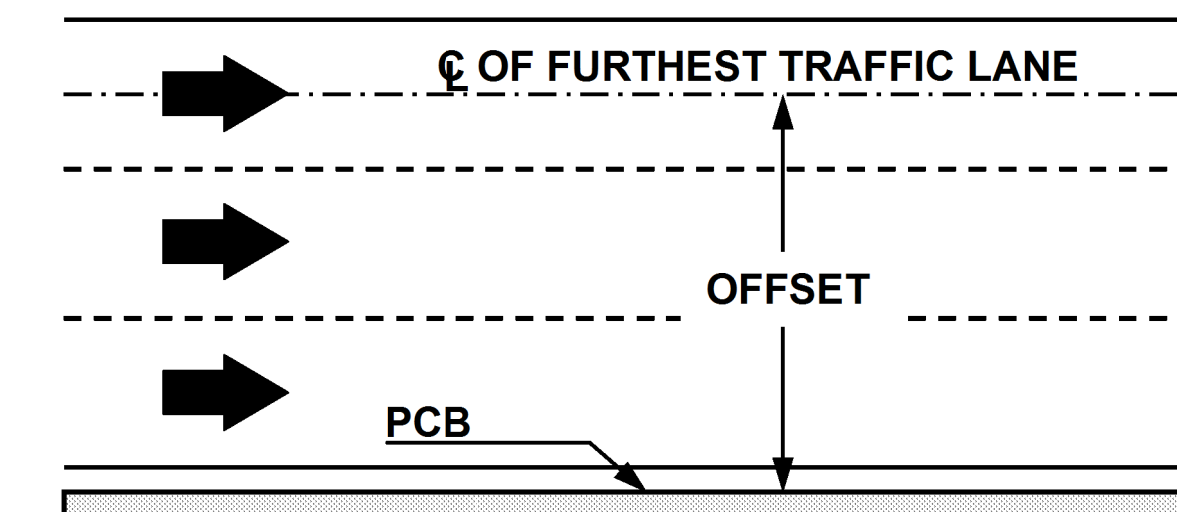 ℄ OF FURTHEST TRAFFIC LANE
OFFSET
PCB